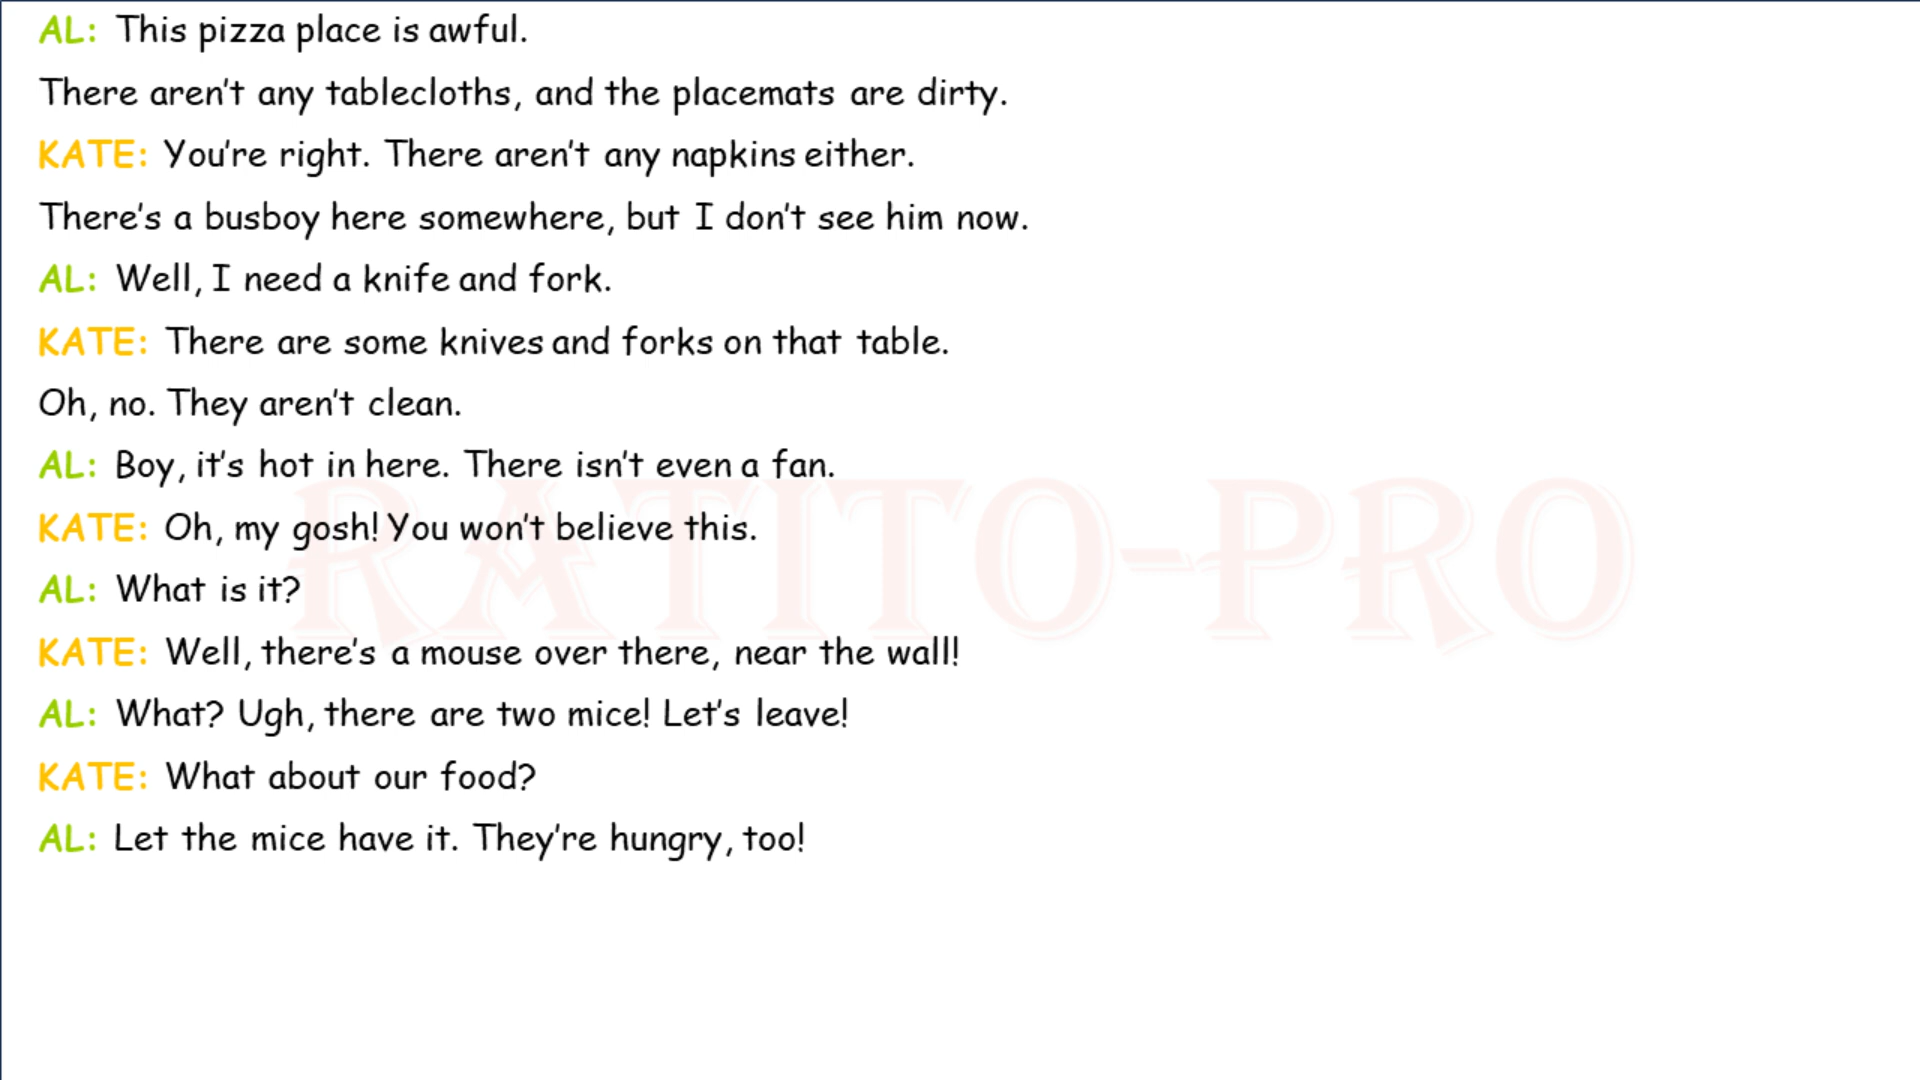 AL: This pizza place is awful.
There aren't any tablecloths, and the placemats are dirty.
KATE: You're right. There aren't any napkins either.
There's a busboy here somewhere, but I don't see him now.
AL: Well, I need a knife and fork.
KATE: There are some knives and forks on that table.
Oh, no. They aren't clean.
AL: Boy, it's hot in here. There isn't even a fan.
KATE: Oh, my gosh! You won't believe this.
RATITO-PRO
AL: What is it?
KATE: Well, there's a mouse over there, near the wall!
AL: What? Ugh, there are two mice! Let's leave!
KATE: What about our food?
AL: Let the mice have it. They're hungry, too!